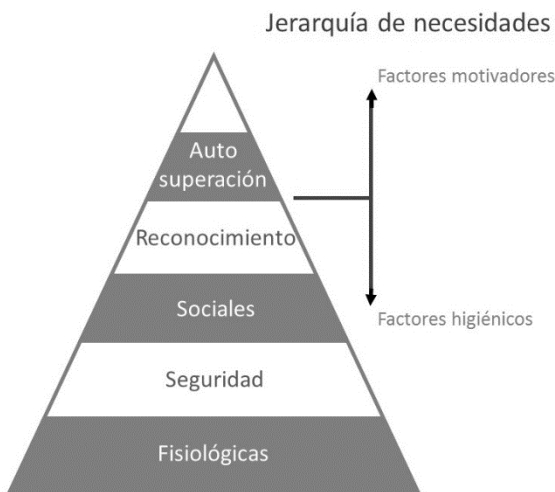 Jerarquía de necesidades
Factores motivadores
Auto
superación
Reconocimiento
Sociales
Factores higiénicos
Seguridad
Fisiológicas